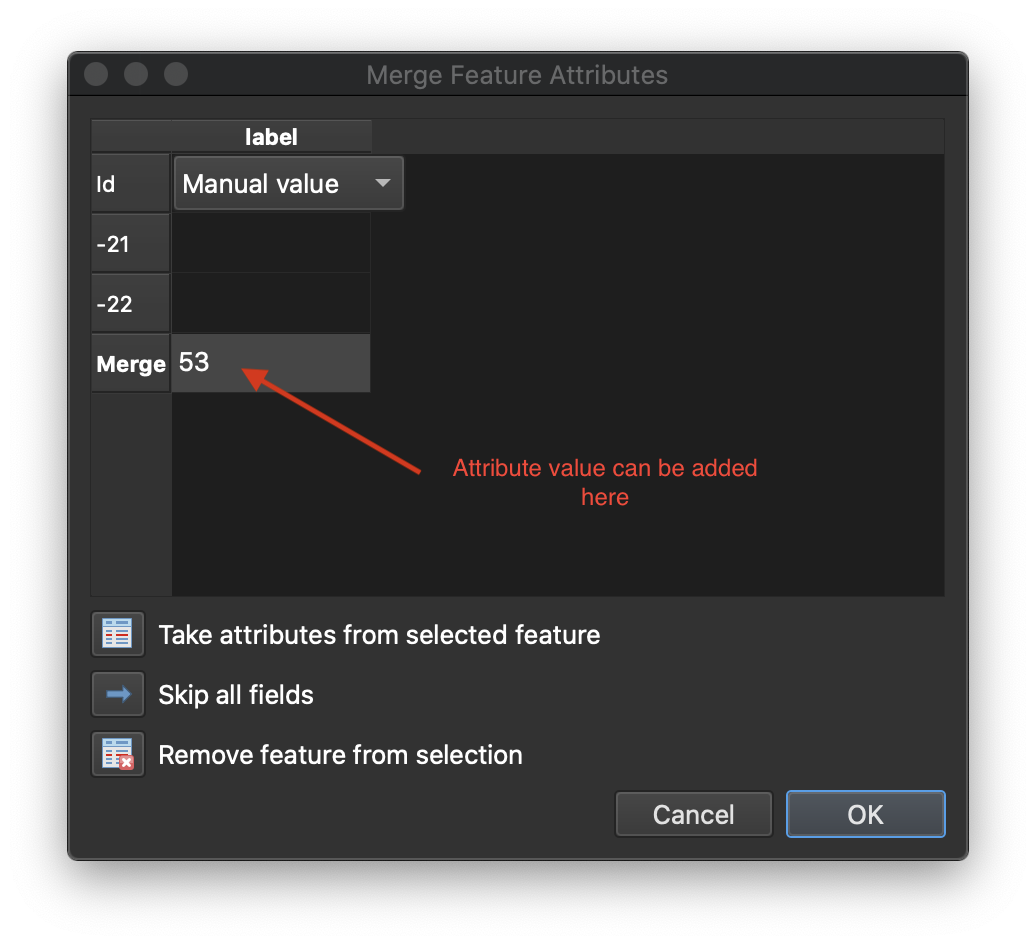 Merge Feature Attributes
label
Id Manual value
-21
-22
Merge 53
Attribute value can be added
here
Take attributes from selected feature
Skip all fields
Remove feature from selection
Cancel OK